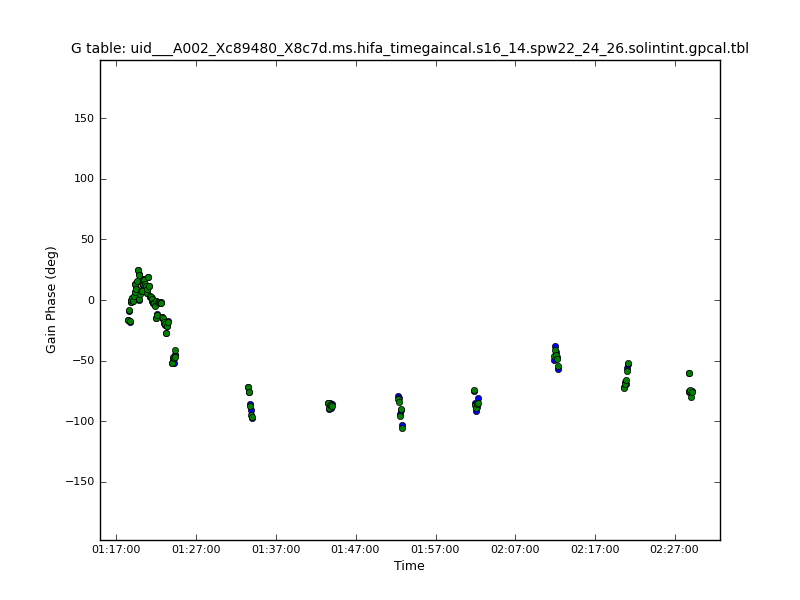 G table: uid___A002_Xc89480_X8c7d.ms.hifa_timegaincal.s16_14.spw22_24_26.solintint.gpcal.tbl
150
100
50
0
−50
−100
−150
Gain Phase (deg)
01:17:00 01:27:00 01:37:00 01:47:00 01:57:00 02:07:00 02:17:00 02:27:00
Time